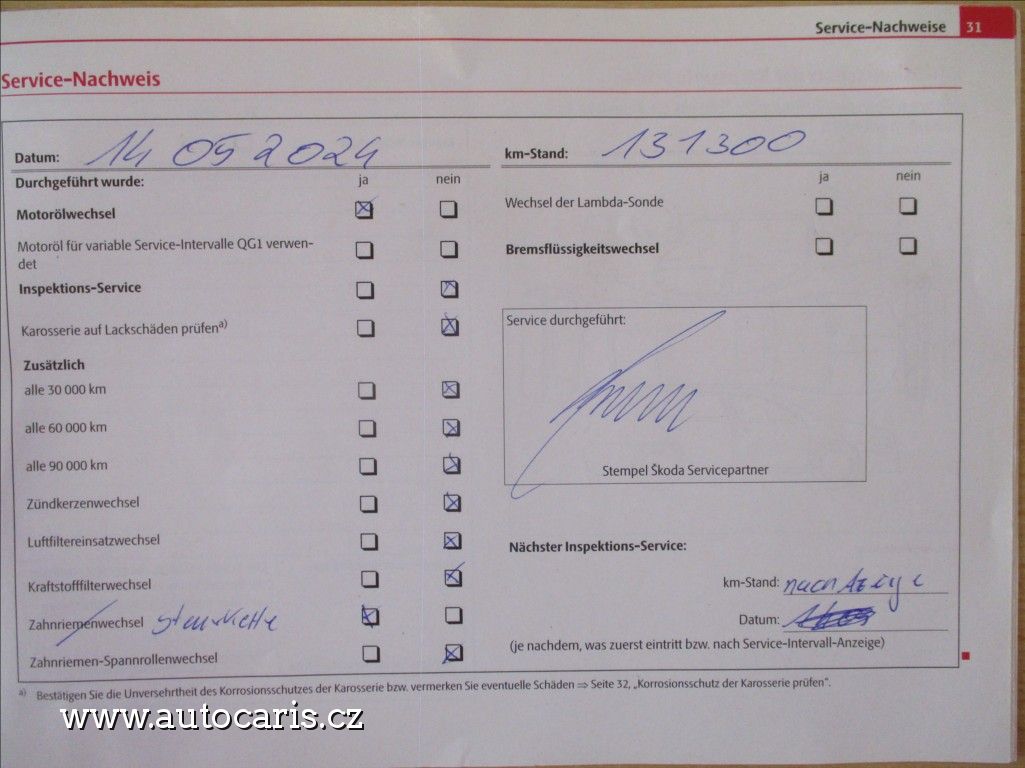 Service-Nachweise 31
Service-Nachweis
Datum: 14 05 2024
km-Stand: 131300
Durchgeführt wurde: ja nein
ja nein
Motorölwechsel
Wechsel der Lambda-Sonde
Motoröl für variable Service-Intervalle QG1 verwen-
det
Bremsflüssigkeitswechsel
Inspektions-Service
Karosserie auf Lackschäden prüfen a)
Service durchgeführt:
Zusätzlich
alle 30 000 km
alle 60 000 km
alle 90 000 km
Stempel Škoda Servicepartner
Zündkerzenwechsel
Luftfiltereinsatzwechsel
Nächster Inspektions-Service:
Kraftstofffilterwechsel
km-Stand: nach
Zahnriemenwechsel Steuerkette
Datum:
Zahnriemen-Spannrollenwechsel
(je nachdem, was zuerst eintritt bzw. nach Service-Intervall-Anzeige)
a) Bestätigen Sie die Unversehrtheit des Korrosionsschutzes der Karosserie bzw. vermerken Sie eventuelle Schäden ⇒ Seite 32, „Korrosionsschutz der Karosserie prüfen".
www.autocaris.cz